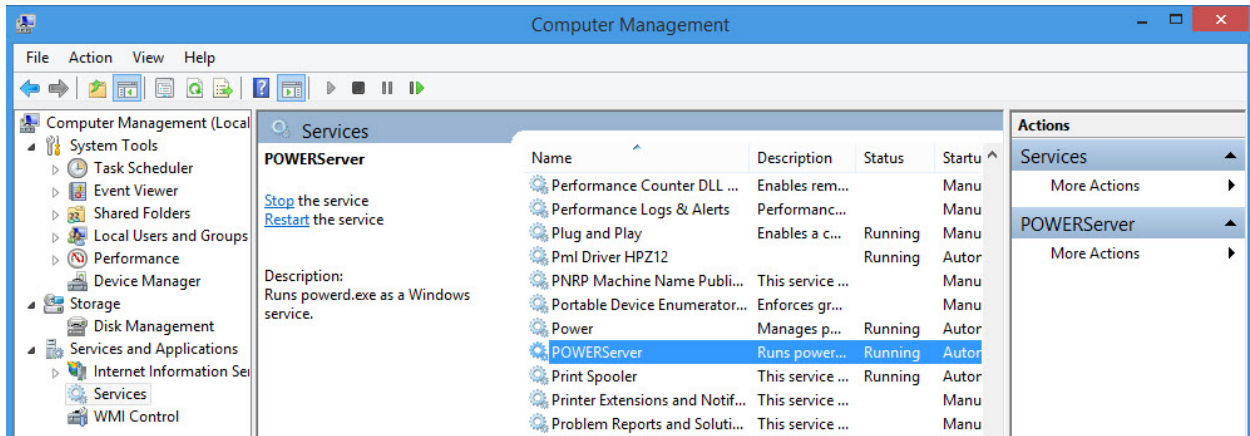 Computer Management
File Action View Help
Computer Management (Local
System Tools
Task Scheduler
Event Viewer
Shared Folders
Local Users and Groups
Performance
Device Manager
Storage
Disk Management
Services and Applications
Internet Information Ser
Services
WMI Control
Services
POWERServer
Stop the service
Restart the service
Description:
Runs powerd.exe as a Windows
service.
Name Description Status Startu
Performance Counter DLL ... Enables rem... Manu
Performance Logs & Alerts Performanc... Manu
Plug and Play Enables a c... Running Manu
Pml Driver HPZ12 Running Autor
PNRP Machine Name Publi... This service ... Manu
Portable Device Enumerator... Enforces gr... Manu
Power Manages p... Running Autor
POWERServer Runs power... Running Autor
Print Spooler This service ... Running Autor
Printer Extensions and Notif... This service ... Manu
Problem Reports and Soluti... This service ... Manu
Actions
Services
More Actions
POWERServer
More Actions